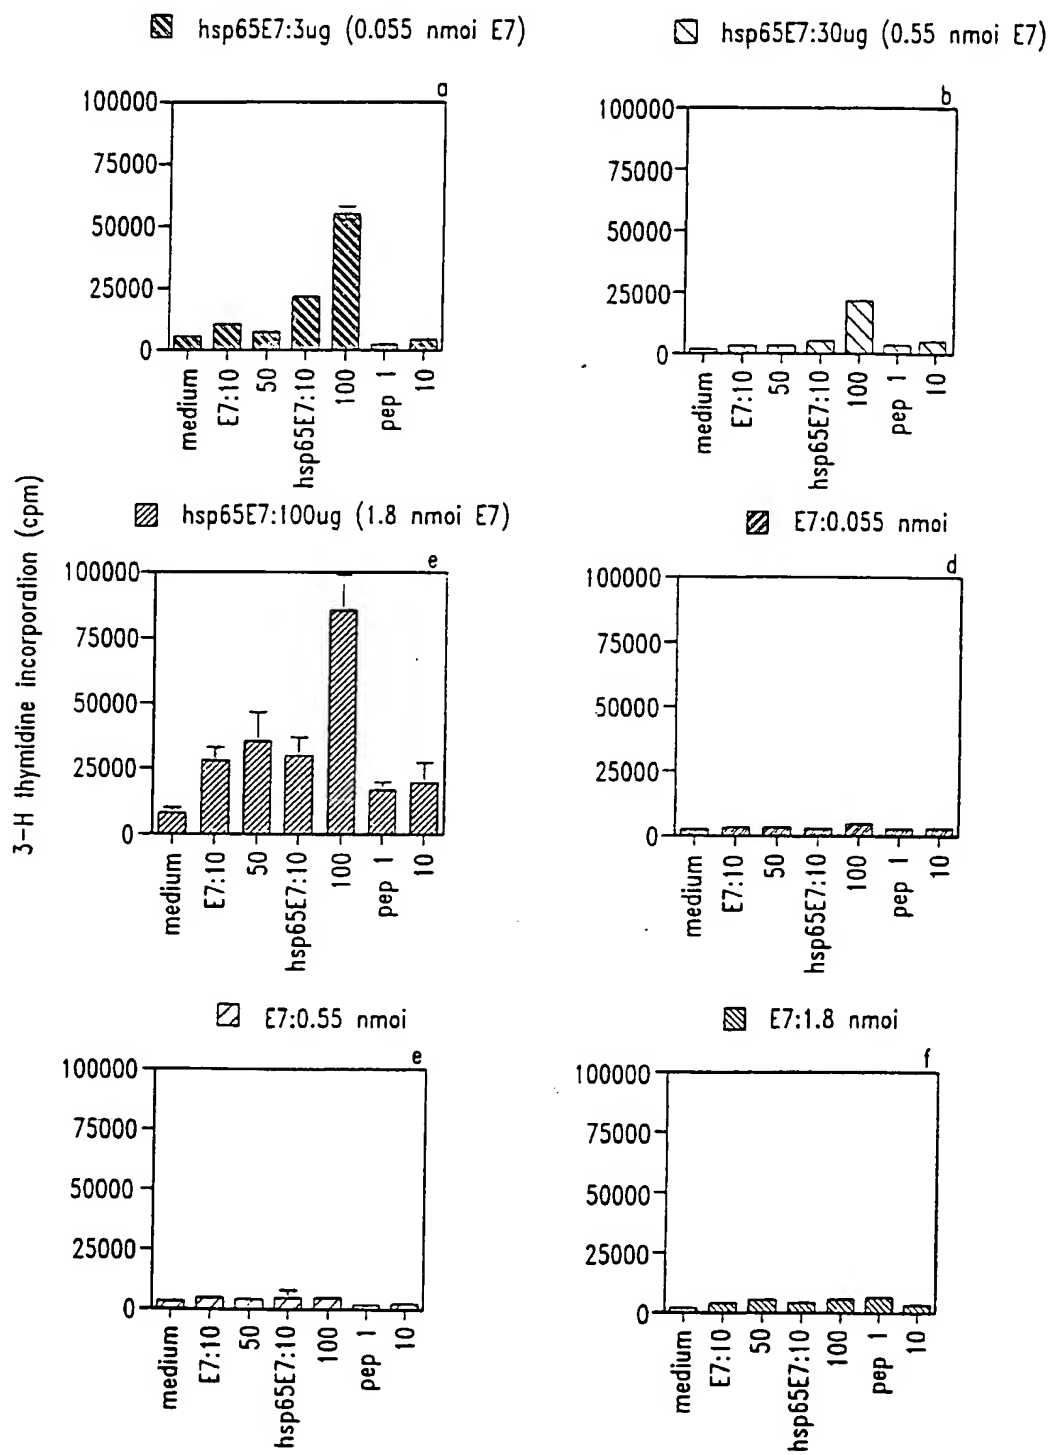 hsp65E7:3ug (0.055 nmoi E7)
hsp65E7:30ug (0.55 nmoi E7)
a
100000
75000
50000
25000
0
medium
E7:10
50
hsp65E7:10
100
pep 1
10
b
100000
75000
50000
25000
0
medium
E7:10
50
hsp65E7:10
100
pep 1
10
3-H thymidine incorporation (cpm)
hsp65E7:100ug (1.8 nmoi E7)
E7:0.055 nmoi
e
100000
75000
50000
25000
0
medium
E7:10
50
hsp65E7:10
100
pep 1
10
d
100000
75000
50000
25000
0
medium
E7:10
50
hsp65E7:10
100
pep 1
10
E7:0.55 nmoi
E7:1.8 nmoi
e
100000
75000
50000
25000
0
medium
E7:10
50
hsp65E7:10
100
pep 1
10
f
100000
75000
50000
25000
0
medium
E7:10
50
hsp65E7:10
100
pep 1
10